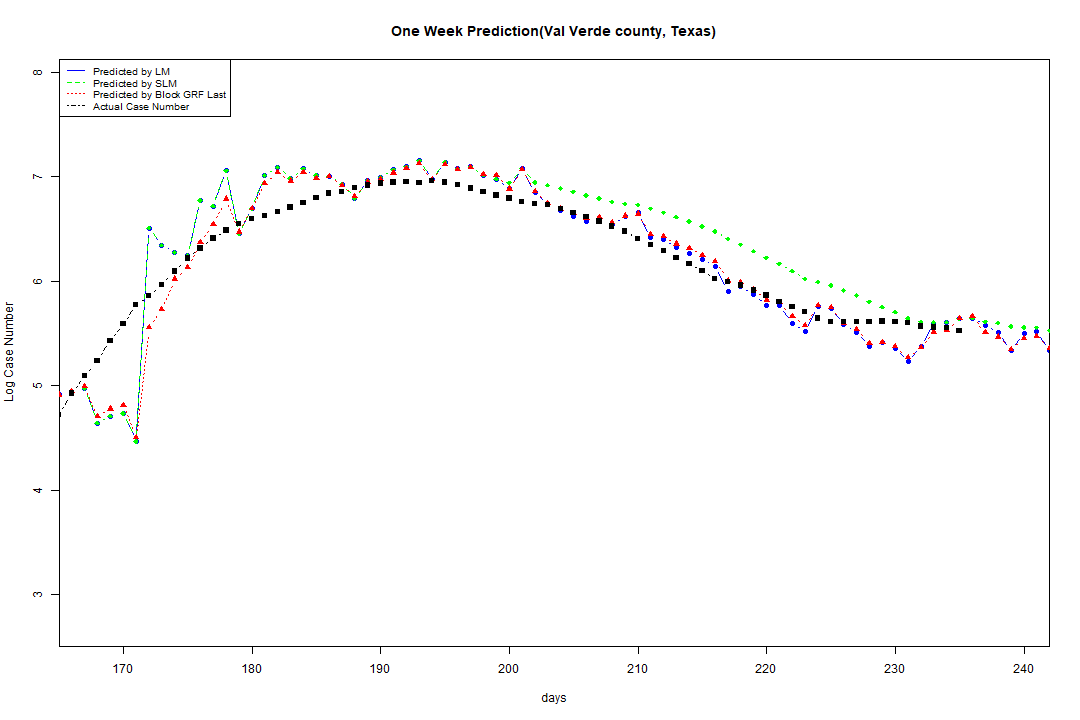 One Week Prediction(Val Verde county, Texas)
Predicted by LM
Predicted by SLM
Predicted by Block GRF Last
Actual Case Number
8
7
6
5
4
3
Log Case Number
170 180 190 200 210 220 230 240
days